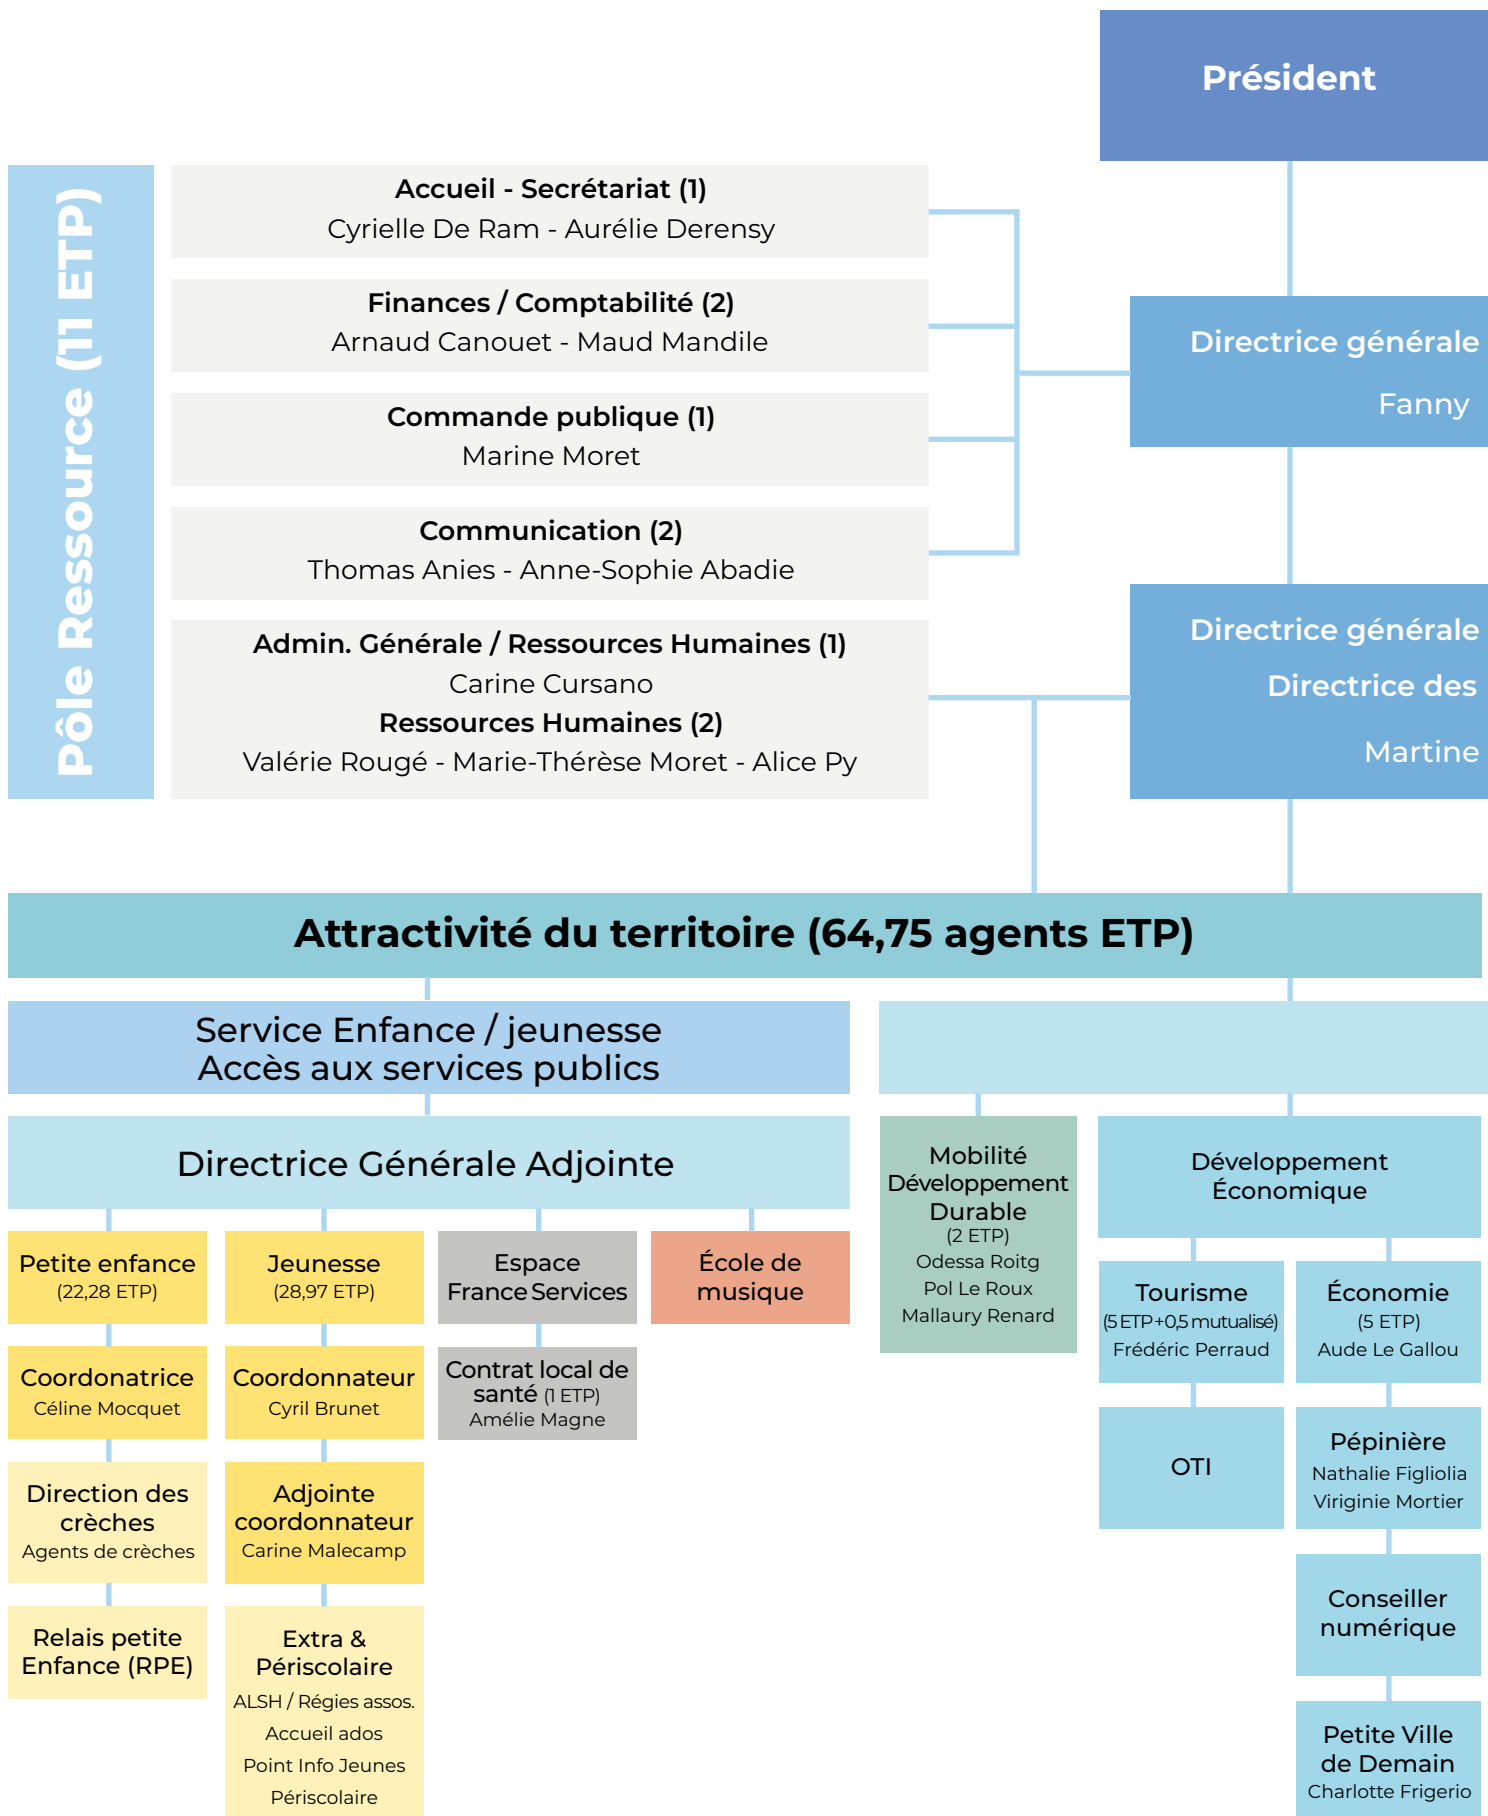 Président
Pôle Ressource (11 ETP)
Accueil - Secrétariat (1)
Cyrielle De Ram - Aurélie Derensy
Finances / Comptabilité (2)
Arnaud Canouet - Maud Mandile
Commande publique (1)
Marine Moret
Communication (2)
Thomas Anies - Anne-Sophie Abadie
Admin. Générale / Ressources Humaines (1)
Carine Cursano
Ressources Humaines (2)
Valérie Rougé - Marie-Thérèse Moret - Alice Py
Directrice générale
Fanny
Directrice générale
Directrice des
Martine
Attractivité du territoire (64,75 agents ETP)
Service Enfance / jeunesse
Accès aux services publics
Directrice Générale Adjointe
Petite enfance
(22,28 ETP)
Coordonatrice
Céline Mocquet
Direction des
crèches
Agents de crèches
Relais petite
Enfance (RPE)
Jeunesse
(28,97 ETP)
Coordonnateur
Cyril Brunet
Adjointe
coordonnateur
Carine Malecamp
Extra &
Périscolaire
ALSH / Régies assos.
Accueil ados
Point Info Jeunes
Périscolaire
Espace
France Services
Contrat local de
santé (1 ETP)
Amélie Magne
École de
musique
Mobilité
Développement
Durable
(2 ETP)
Odessa Roitg
Pol Le Roux
Mallaury Renard
Développement
Économique
Tourisme
(5 ETP+0,5 mutualisé)
Frédéric Perraud
OTI
Économie
(5 ETP)
Aude Le Gallou
Pépinière
Nathalie Figliolia
Viriginie Mortier
Conseiller
numérique
Petite Ville
de Demain
Charlotte Frigerio